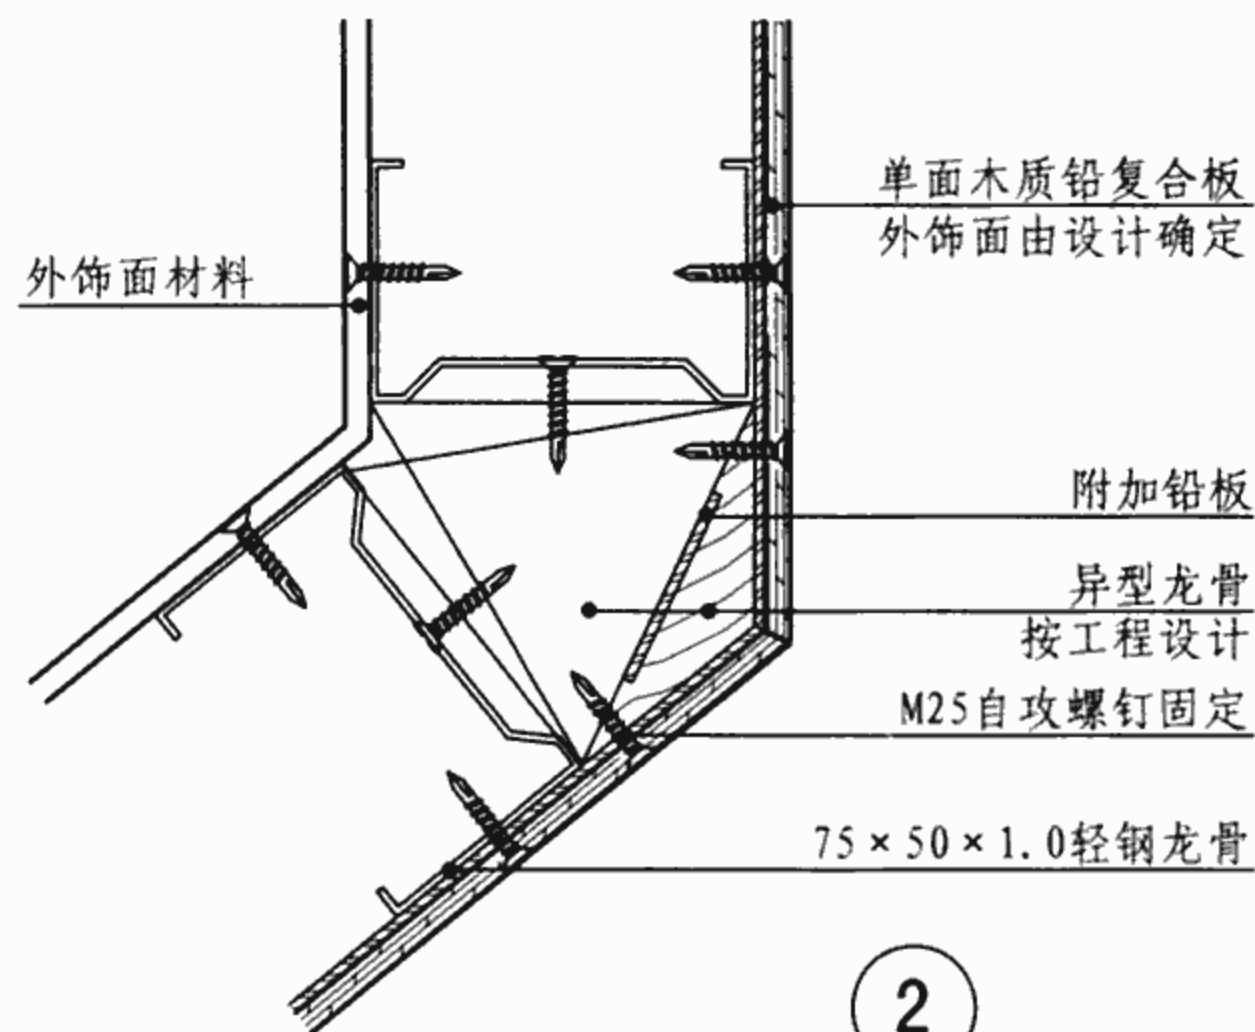 单面木质铅复合板
外饰面由设计确定
外饰面材料
附加铅板
异型龙骨
按工程设计
M25自攻螺钉固定
75×50×1.0轻钢龙骨
2